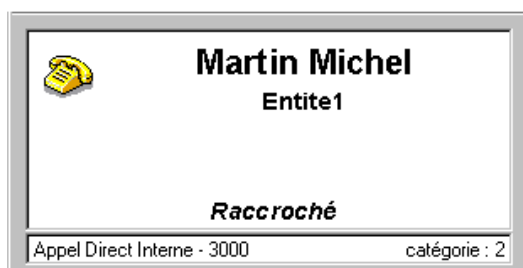 Martin Michel
Entite1
Raccroché
Appel Direct Interne - 3000 catégorie : 2